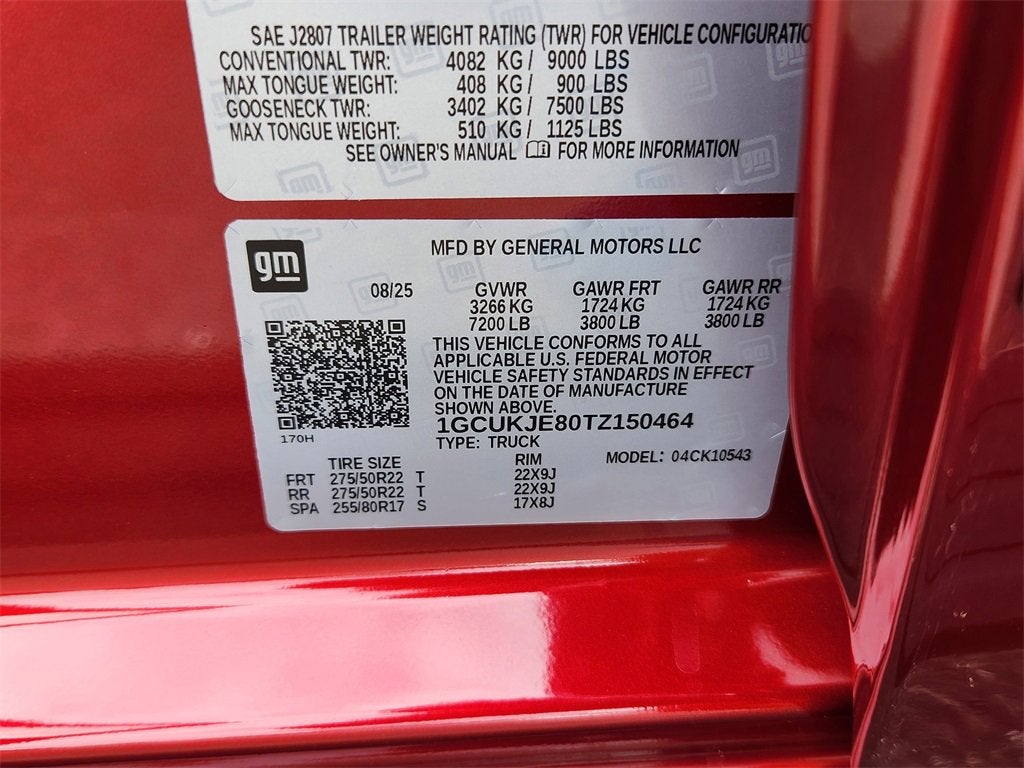 SAE J2807 TRAILER WEIGHT RATING (TWR) FOR VEHICLE
CONVENTIONAL TWR: 4082 KG / 9000 LBS
MAX TONGUE WEIGHT: 408 KG / 900 LBS
GOOSENECK TWR: 3402 KG / 7500 LBS
MAX TONGUE WEIGHT: 510 KG / 1125 LBS
SEE OWNER'S MANUAL FOR MORE INFORMATION
gm
MFD BY GENERAL MOTORS LLC
08/25 GVWR GAWR FRT GAWR RR
3266 KG 1724 KG 1724 KG
7200 LB 3800 LB 3800 LB
THIS VEHICLE CONFORMS TO ALL
APPLICABLE U.S. FEDERAL MOTOR
VEHICLE SAFETY STANDARDS IN EFFECT
ON THE DATE OF MANUFACTURE
SHOWN ABOVE.
1GCUKJE80TZ150464
170H
TYPE: TRUCK
MODEL: 04CK10543
TIRE SIZE RIM
FRT 275/50R22 T 22X9J
RR 275/50R22 T 22X9J
SPA 255/80R17 S 17X8J